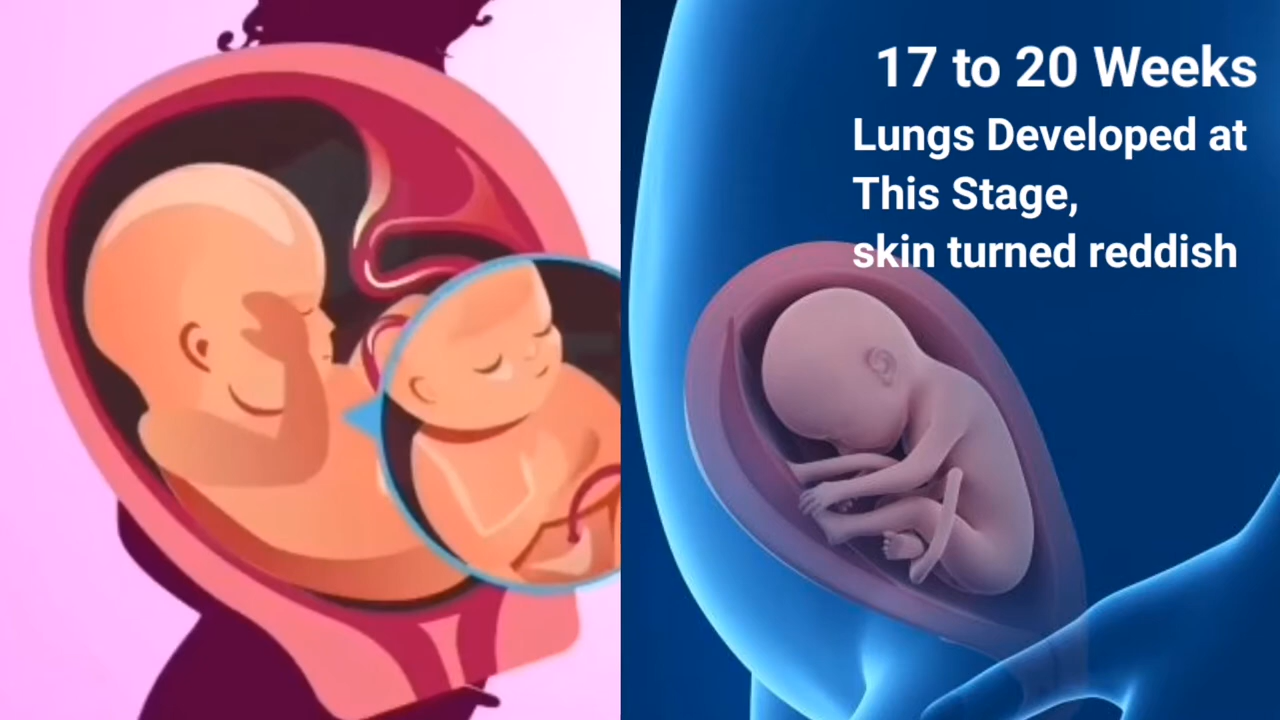 17 to 20 Weeks
Lungs Developed at
This Stage,
skin turned reddish